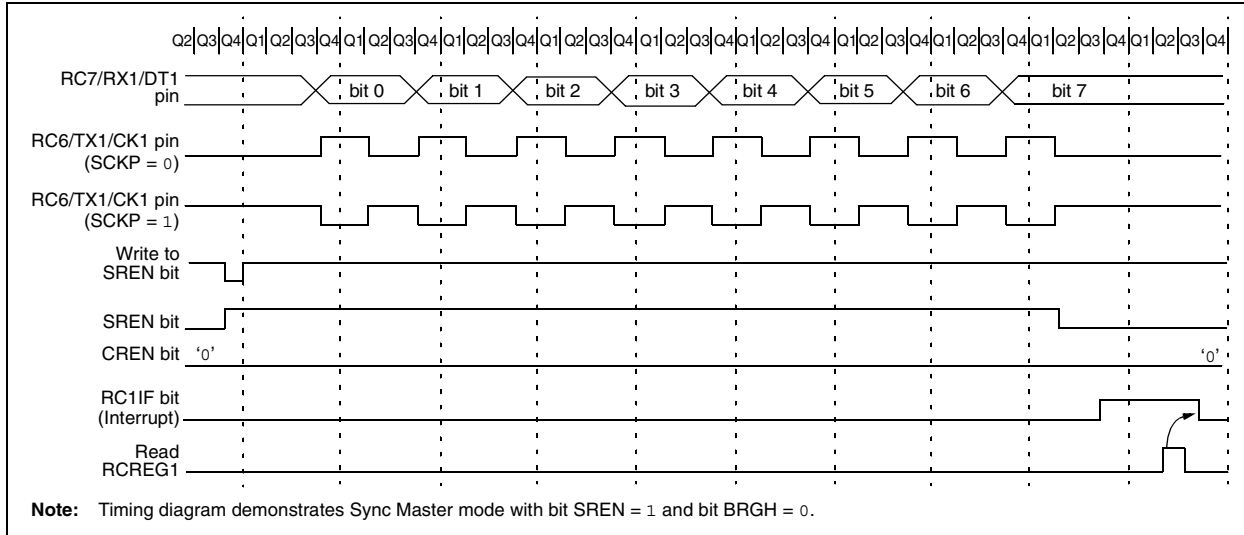 Q2 Q3 Q4 Q1 Q2 Q3 Q4 Q1 Q2 Q3 Q4 Q1 Q2 Q3 Q4 Q1 Q2 Q3 Q4 Q1 Q2 Q3 Q4 Q1 Q2 Q3 Q4 Q1 Q2 Q3 Q4 Q1 Q2 Q3 Q4 Q1 Q2 Q3 Q4 Q1 Q2 Q3 Q4
RC7/RX1/DT1
pin
bit 0 bit 1 bit 2 bit 3 bit 4 bit 5 bit 6 bit 7
RC6/TX1/CK1 pin
(SCKP = 0)
RC6/TX1/CK1 pin
(SCKP = 1)
Write to
SREN bit
SREN bit
CREN bit ‘0’ ‘0’
RC1IF bit
(Interrupt)
Read
RCREG1
Note: Timing diagram demonstrates Sync Master mode with bit SREN = 1 and bit BRGH = 0.